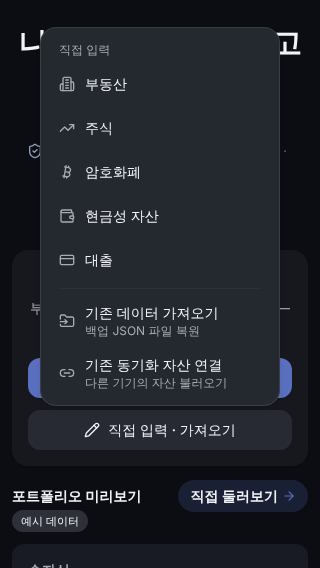 고
직접 입력
부동산
주식
암호화폐
현금성 자산
대출
기존 데이터 가져오기
백업 JSON 파일 복원
기존 동기화 자산 연결
다른 기기의 자산 불러오기
직접 입력 · 가져오기
포트폴리오 미리보기
직접 둘러보기
예시 데이터